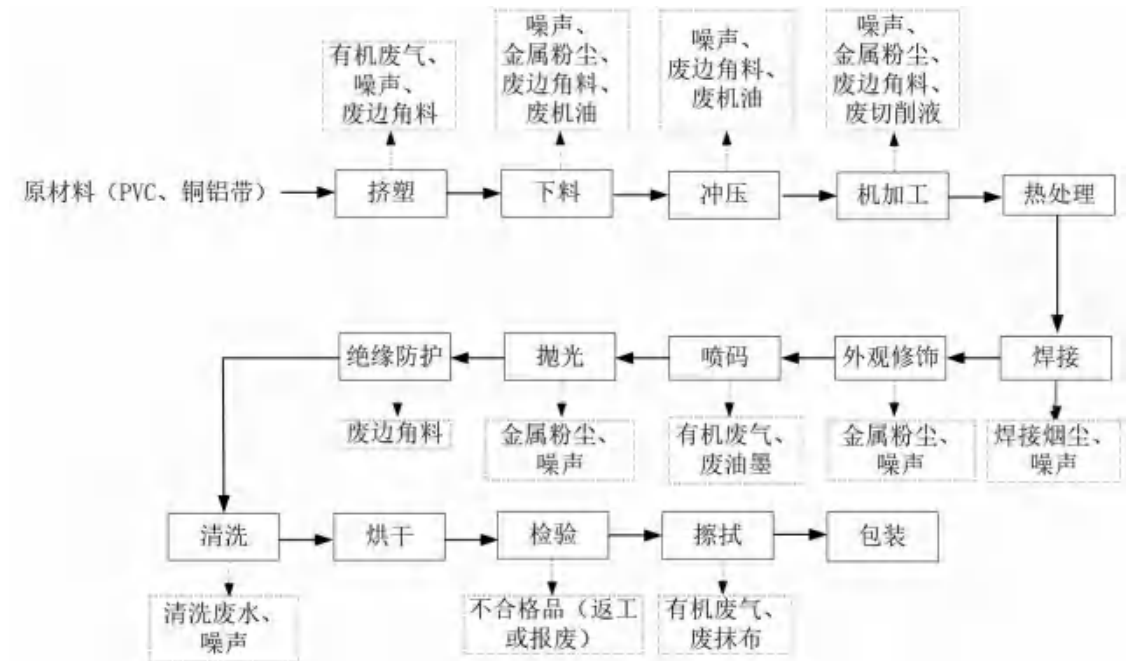 有机废气、
噪声、
废边角料
噪声、
金属粉尘、
废边角料、
废机油
噪声、
废边角料、
废机油
噪声、
金属粉尘、
废边角料、
废切削液
原材料（PVC、铜铝带）
挤塑
下料
冲压
机加工
热处理
绝缘防护
抛光
喷码
外观修饰
焊接
废边角料
金属粉尘、
噪声
有机废气、
废油墨
金属粉尘、
噪声
焊接烟尘、
噪声
清洗
烘干
检验
擦拭
包装
清洗废水、
噪声
不合格品（返工
或报废）
有机废气、
废抹布